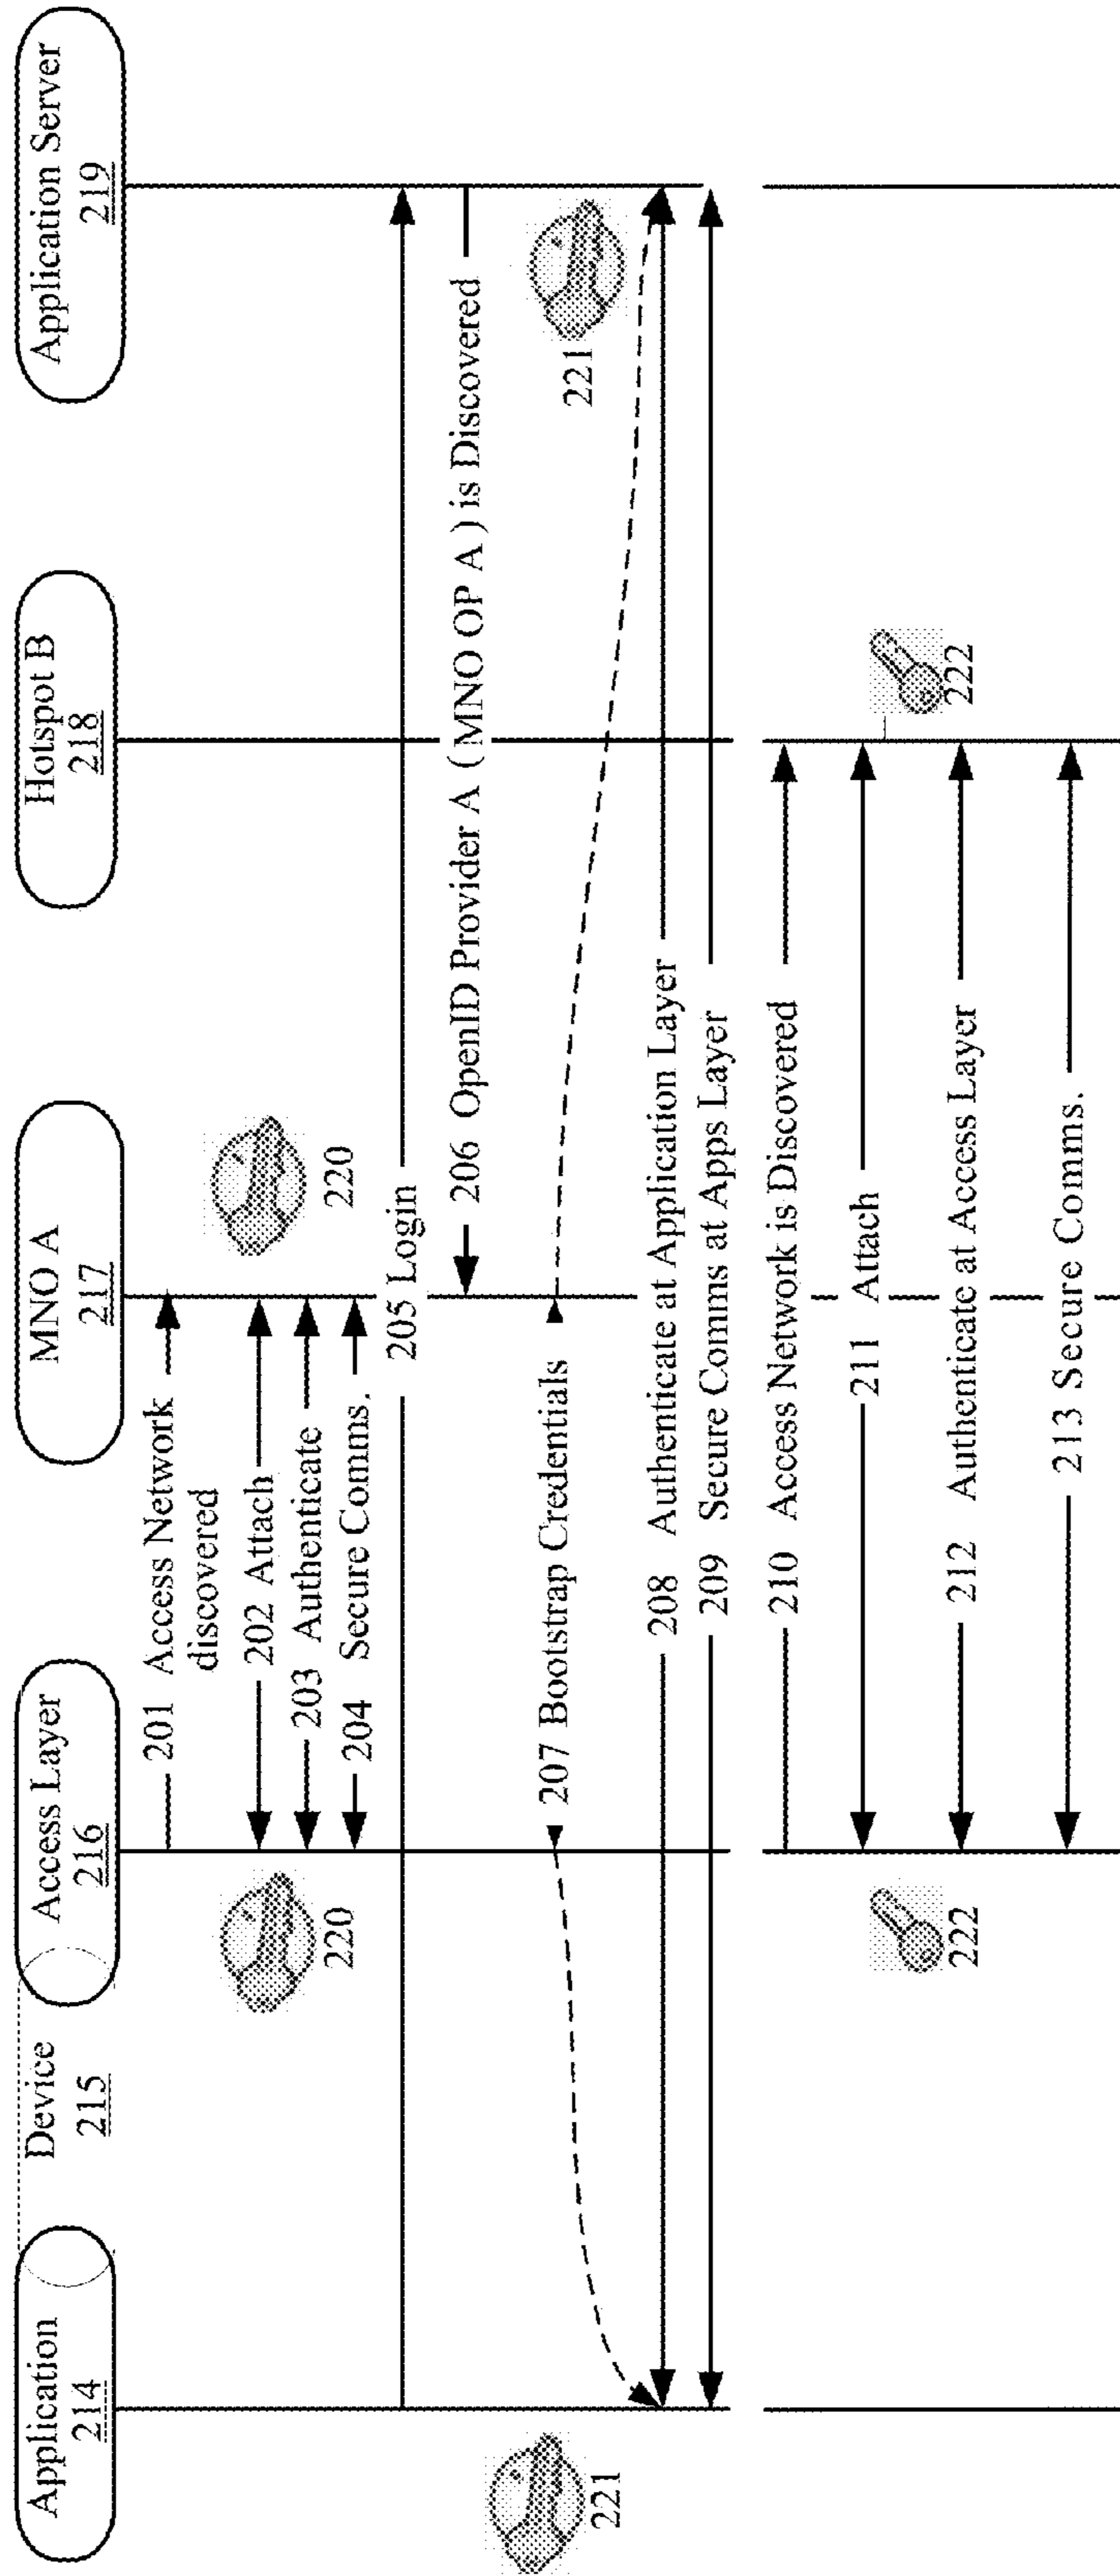 Application
214
Device
215
Access Layer
216
MNO A
217
Hotspot B
218
Application Server
219
201 Access Network
discovered
202 Attach
203 Authenticate
204 Secure Comms.
220
220
205 Login
206 OpenID Provider A ( MNO OP A ) is Discovered
207 Bootstrap Credentials
221
221
208 Authenticate at Application Layer
209 Secure Comms at Apps Layer
210 Access Network is Discovered
211 Attach
222
222
212 Authenticate at Access Layer
213 Secure Comms.